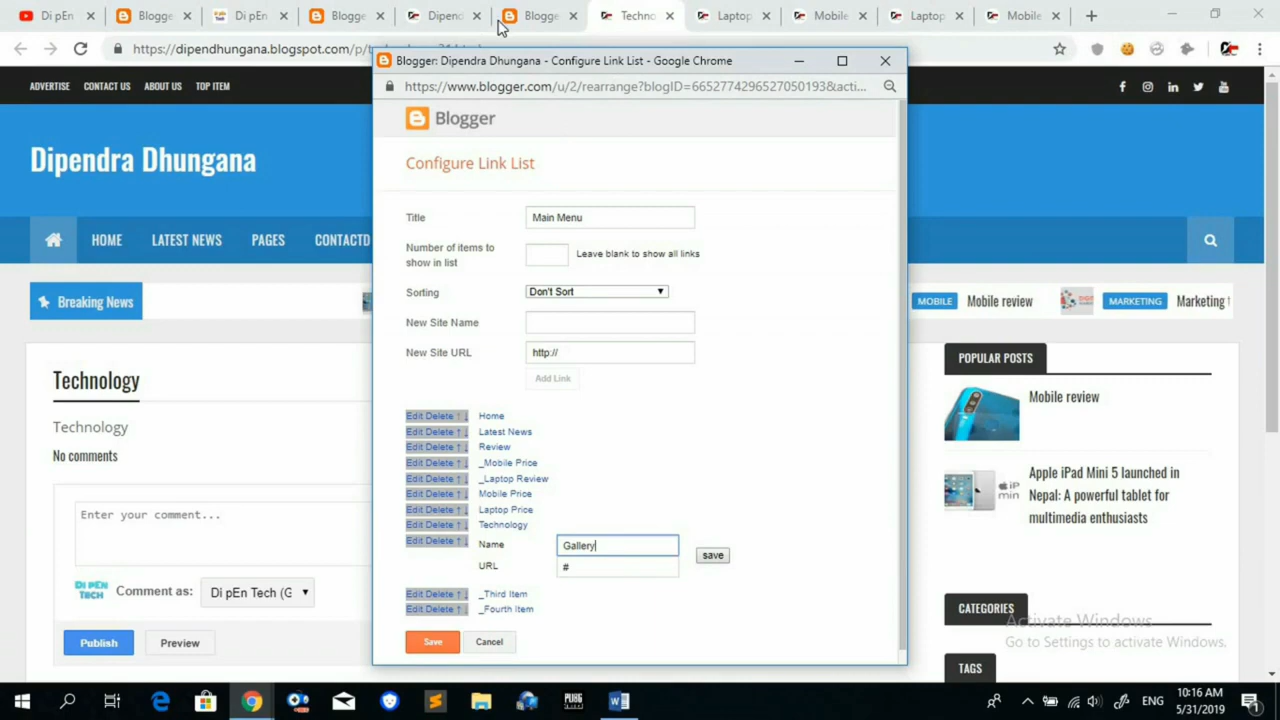 Di pEn
Blogge
Di pEn
Blogge
Dipend
Blogge
Techno
Laptop
Mobile
Laptop
Mobile
https://dipendhungana.blogspot.com/p/
Blogger: Dipendra Dhungana - Configure Link List - Google Chrome
https://www.blogger.com/u/2/rearrange?blogID=6652774296527050193&acti...
ADVERTISE CONTACT US ABOUT US TOP ITEM
Dipendra Dhungana
HOME LATEST NEWS PAGES CONTACTD
Breaking News
MOBILE Mobile review MARKETING Marketing
Technology
Technology
No comments
Enter your comment...
Comment as: Di pEn Tech (G
DI PEN
TECH
Publish Preview
Blogger
Configure Link List
Title Main Menu
Number of items to
show in list
Leave blank to show all links
Sorting Don't Sort
New Site Name
New Site URL http://
Add Link
Edit Delete ↑ ↓ Home
Edit Delete ↑ ↓ Latest News
Edit Delete ↑ ↓ Review
Edit Delete ↑ ↓ _Mobile Price
Edit Delete ↑ ↓ _Laptop Review
Edit Delete ↑ ↓ Mobile Price
Edit Delete ↑ ↓ Laptop Price
Edit Delete ↑ ↓ Technology
Edit Delete ↑ ↓ Name Gallery
URL # save
Edit Delete ↑ ↓ _Third Item
Edit Delete ↑ ↓ _Fourth Item
Save Cancel
POPULAR POSTS
Mobile review
Apple iPad Mini 5 launched in
Nepal: A powerful tablet for
multimedia enthusiasts
CATEGORIES
TAGS
Activate Windows
Go to Settings to activate Windows.
PUBG
ENG
10:16 AM
5/31/2019